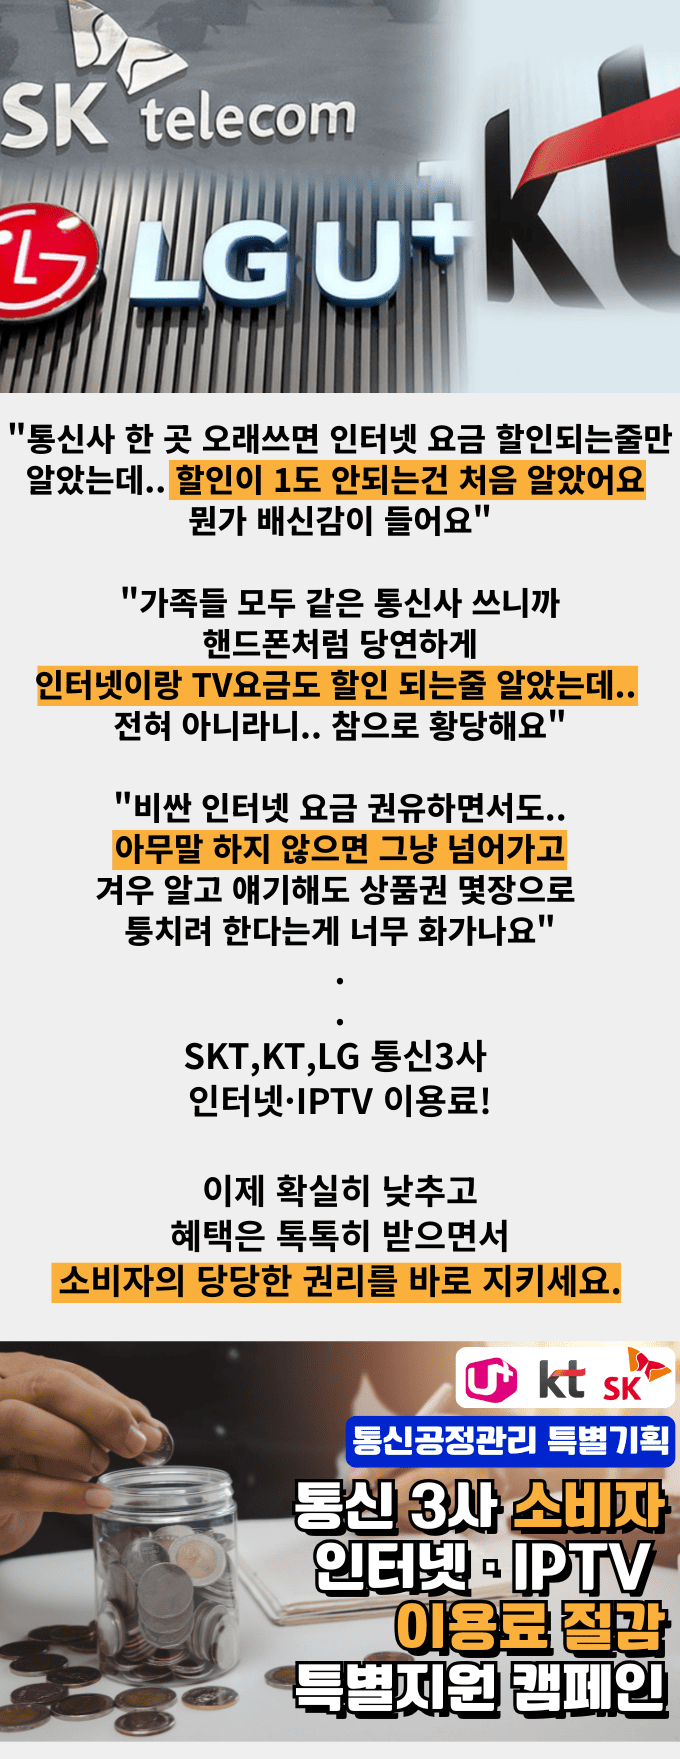 SK telecom
LG U+
kt
"통신사 한 곳 오래쓰면 인터넷 요금 할인되는줄만
알았는데.. 할인이 1도 안되는건 처음 알았어요
뭔가 배신감이 들어요"
"가족들 모두 같은 통신사 쓰니까
핸드폰처럼 당연하게
인터넷이랑 TV요금도 할인 되는줄 알았는데..
전혀 아니라니.. 참으로 황당해요"
"비싼 인터넷 요금 권유하면서도..
아무말 하지 않으면 그냥 넘어가고
겨우 알고 얘기해도 상품권 몇장으로
퉁치려 한다는게 너무 화가나요"
.
.
SKT,KT,LG 통신3사
인터넷·IPTV 이용료!
이제 확실히 낮추고
혜택은 톡톡히 받으면서
소비자의 당당한 권리를 바로 지키세요.
U+ kt SK
통신공정관리 특별기획
통신 3사 소비자
인터넷·IPTV
이용료 절감
특별지원 캠페인